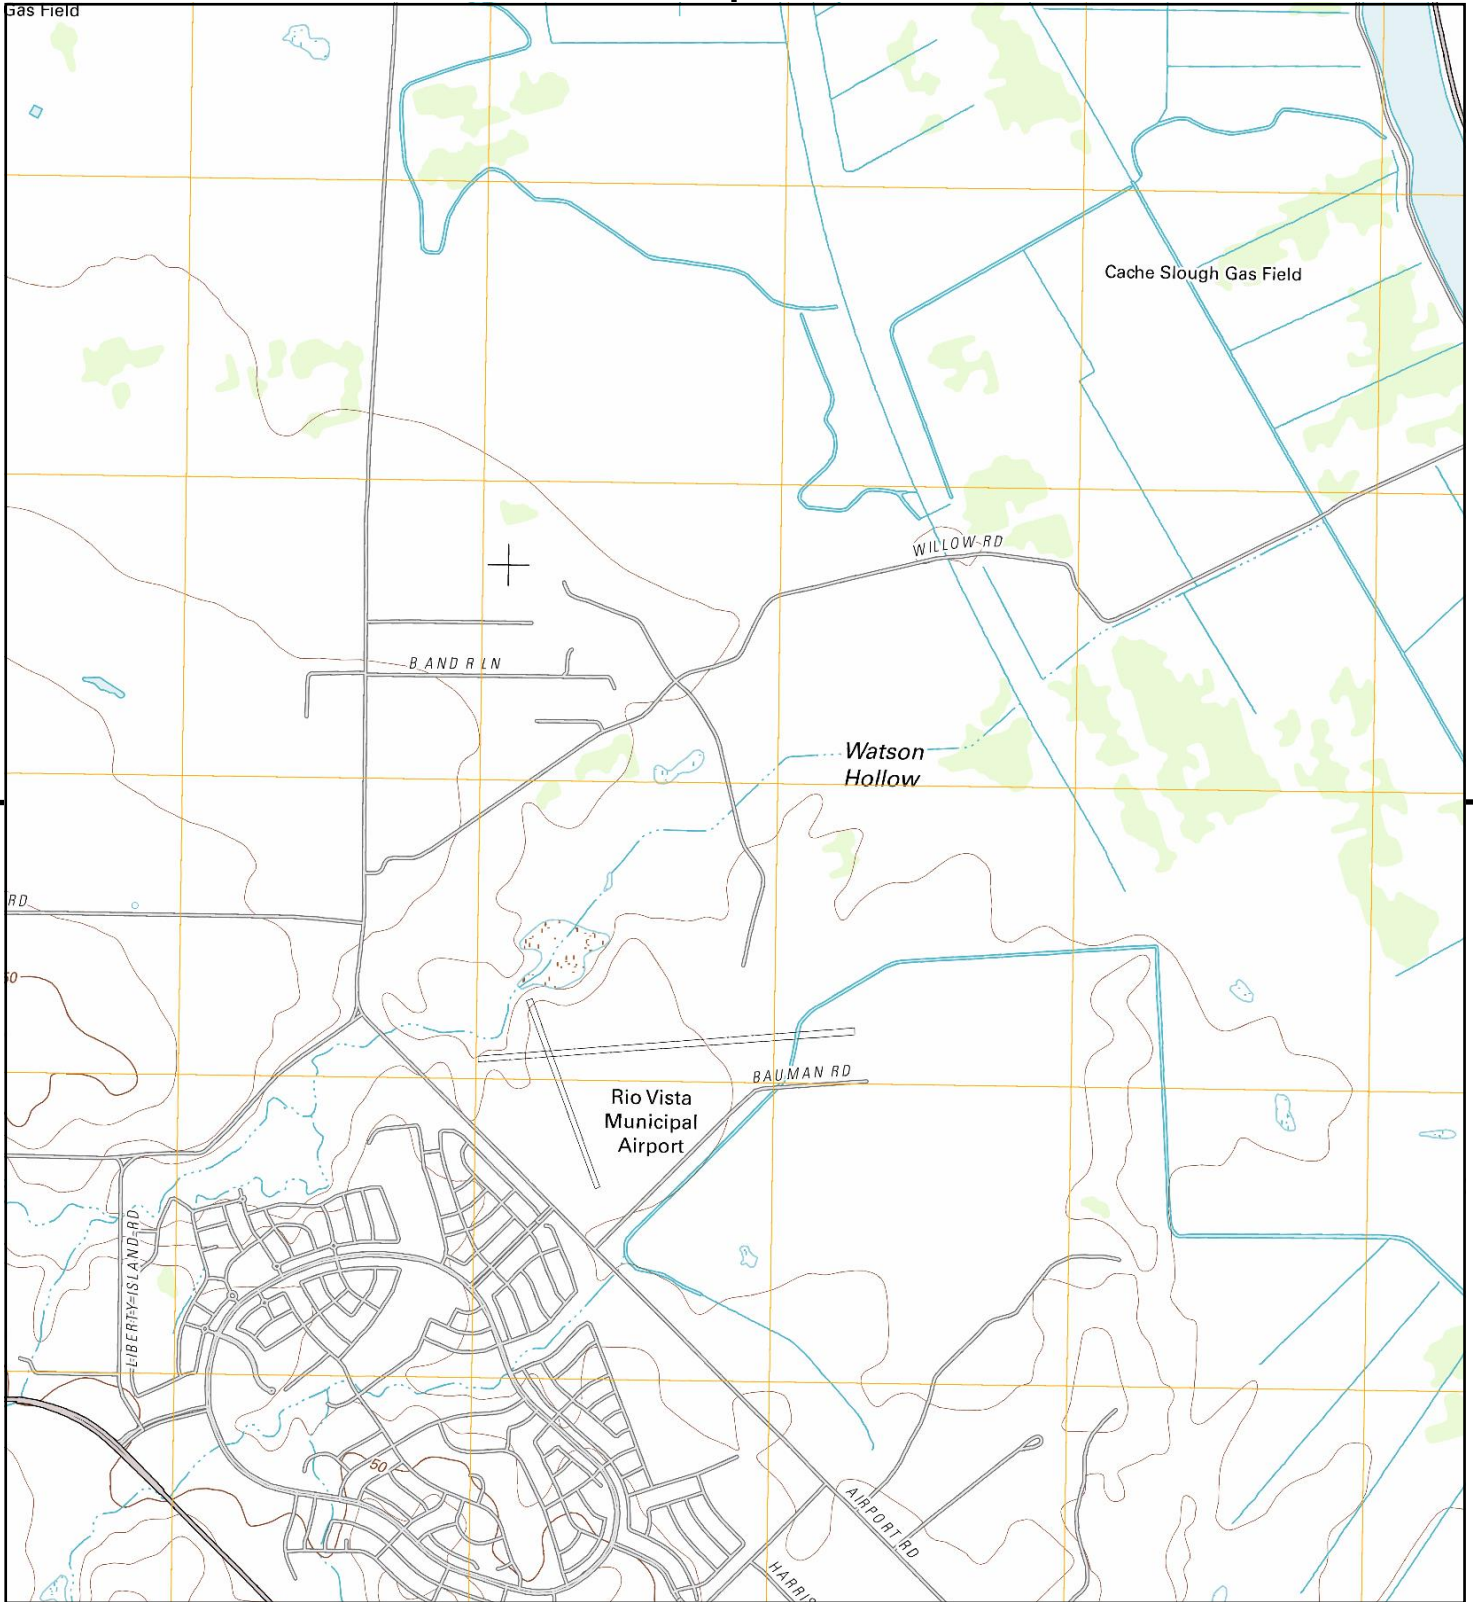 Gas Field
Cache Slough Gas Field
WILLOW RD
B AND R LN
Watson
Hollow
RD
50
BAUMAN RD
Rio Vista
Municipal
Airport
LIBERTY ISLAND RD
50
AIRPORT RD
HARRIS